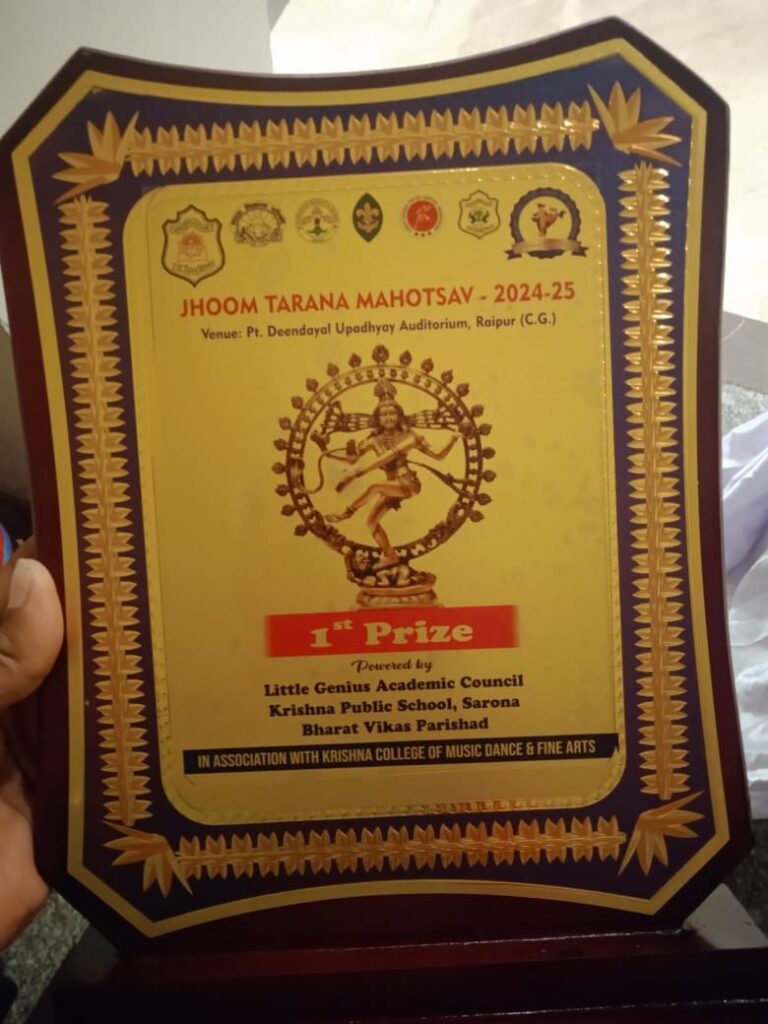 JHOOM TARANA MAHOTSAV - 2024-25
Venue: Pt. Deendayal Upadhyay Auditorium, Raipur (C.G.)
1st Prize
Powered by
Little Genius Academic Council
Krishna Public School, Sarona
Bharat Vikas Parishad
IN ASSOCIATION WITH KRISHNA COLLEGE OF MUSIC DANCE & FINE ARTS